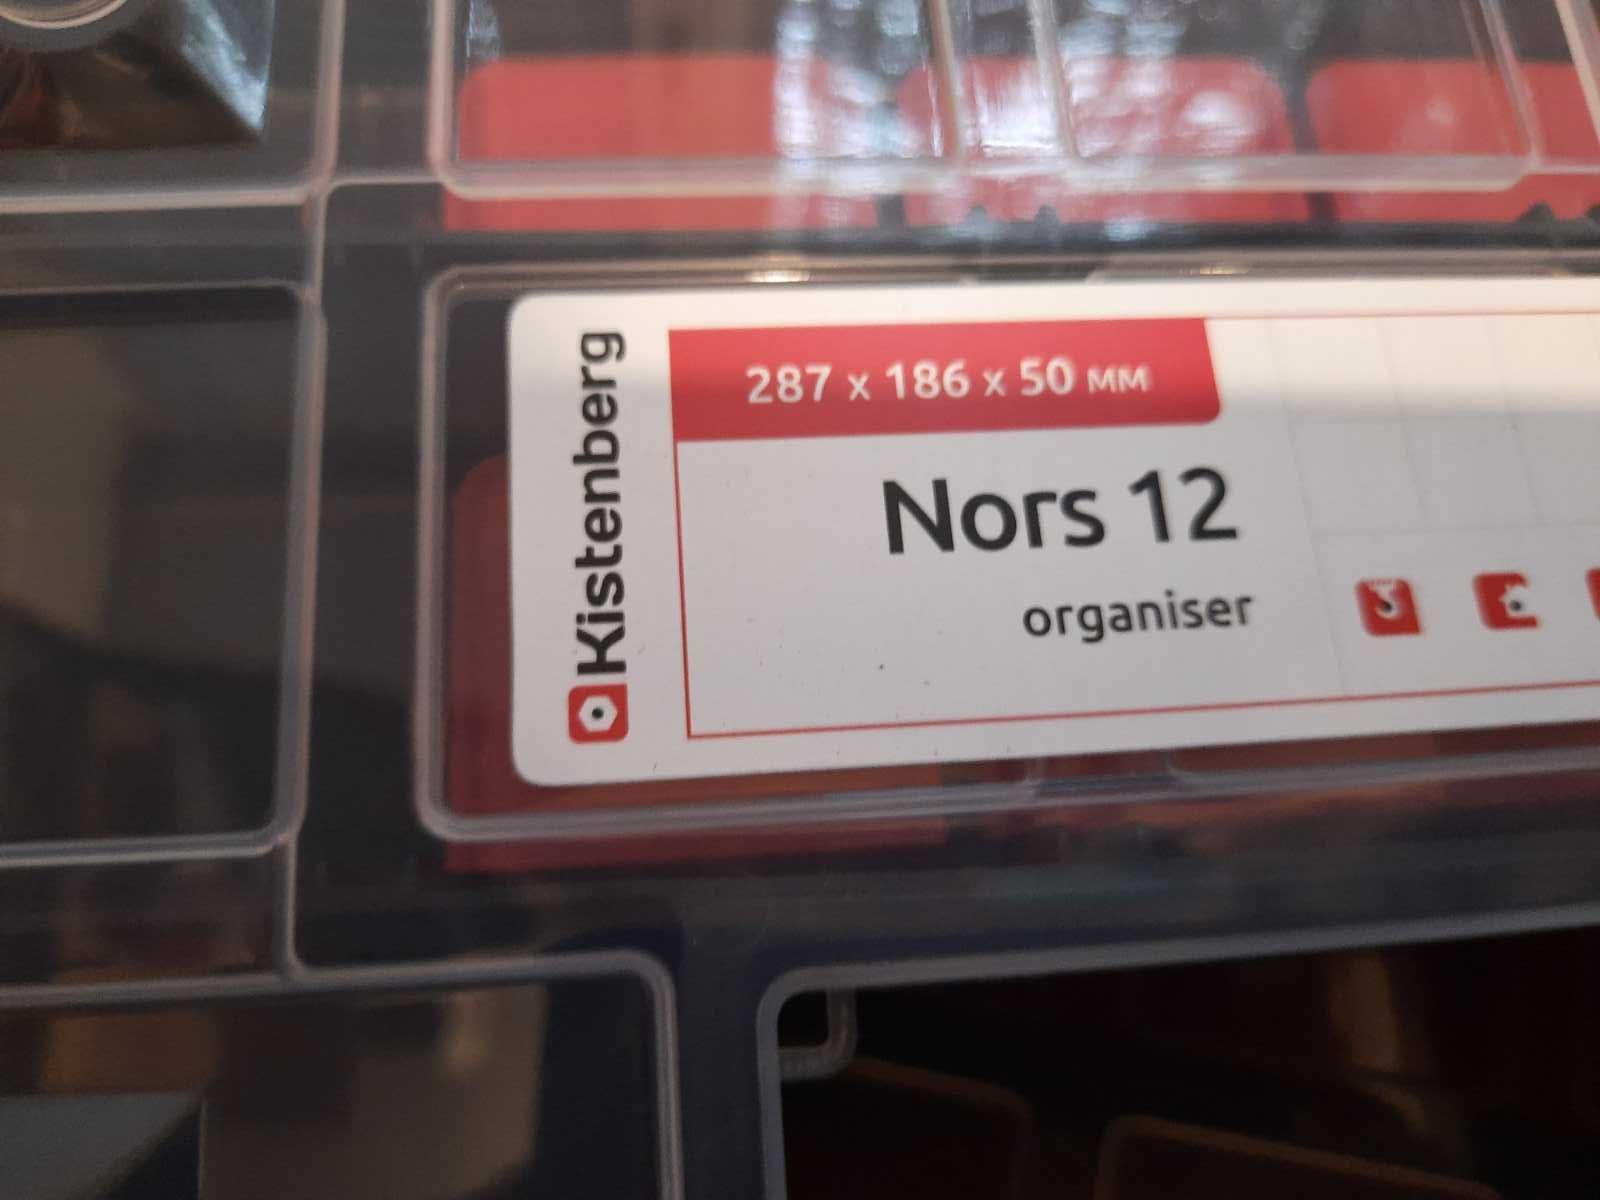 Kistenberg
287 x 186 x 50 мм
Nors 12
organiser